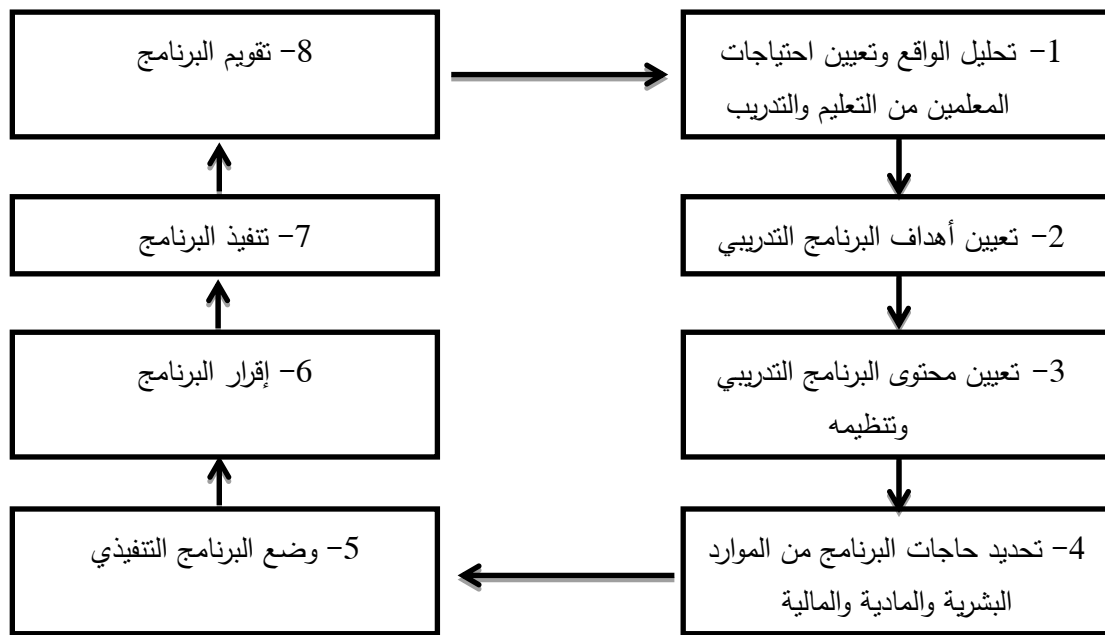 1- تحليل الواقع وتعيين احتياجات
المعلمين من التعليم والتدريب
2- تعيين أهداف البرنامج التدريبي
3- تعيين محتوى البرنامج التدريبي
وتنظيمه
4- تحديد حاجات البرنامج من الموارد
البشرية والمادية والمالية
5- وضع البرنامج التنفيذي
6- إقرار البرنامج
7- تنفيذ البرنامج
8- تقويم البرنامج